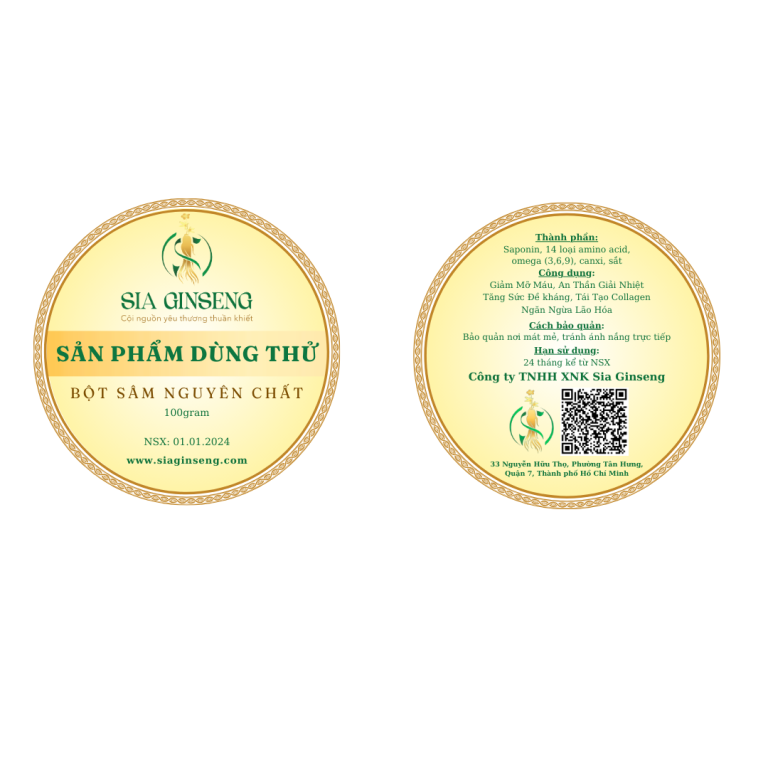 SIA GINSENG
Cội nguồn yêu thương thuần khiết
SẢN PHẨM DÙNG THỬ
BỘT SÂM NGUYÊN CHẤT
100gram
NSX: 01.01.2024
www.siaginseng.com
Thành phần:
Saponin, 14 loại amino acid,
omega (3,6,9), canxi, sắt
Công dụng:
Giảm Mỡ Máu, An Thần Giải Nhiệt
Tăng Sức Đề kháng, Tái Tạo Collagen
Ngăn Ngừa Lão Hóa
Cách bảo quản:
Bảo quản nơi mát mẻ, tránh ánh nắng trực tiếp
Hạn sử dụng:
24 tháng kể từ NSX
Công ty TNHH XNK Sia Ginseng
33 Nguyễn Hữu Thọ, Phường Tân Hưng,
Quận 7, Thành phố Hồ Chí Minh